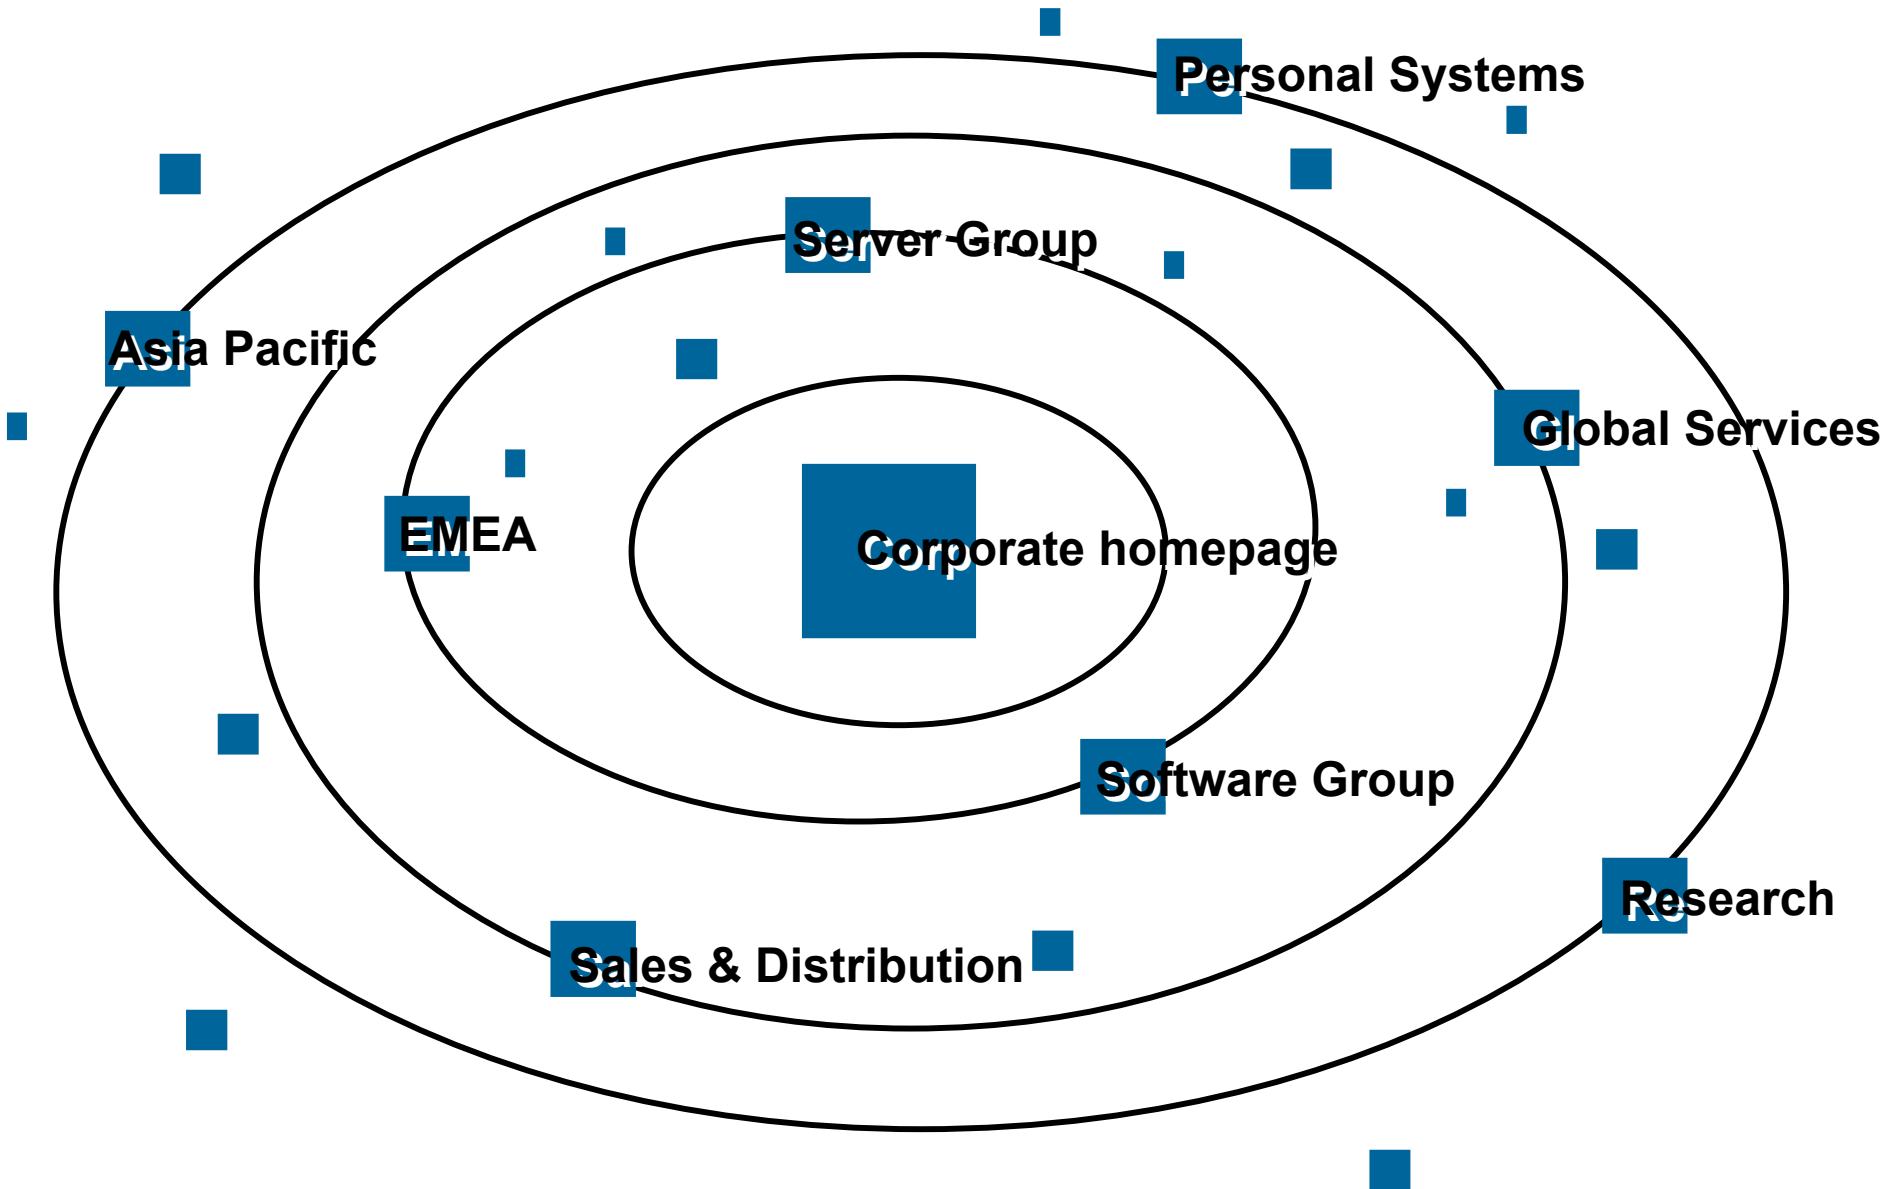 Personal Systems
Server Group
Asia Pacific
Global Services
EMEA
Corporate homepage
Software Group
Research
Sales & Distribution